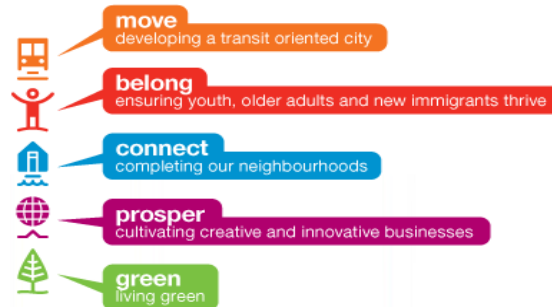 move
developing a transit oriented city
belong
ensuring youth, older adults and new immigrants thrive
connect
completing our neighbourhoods
prosper
cultivating creative and innovative businesses
green
living green